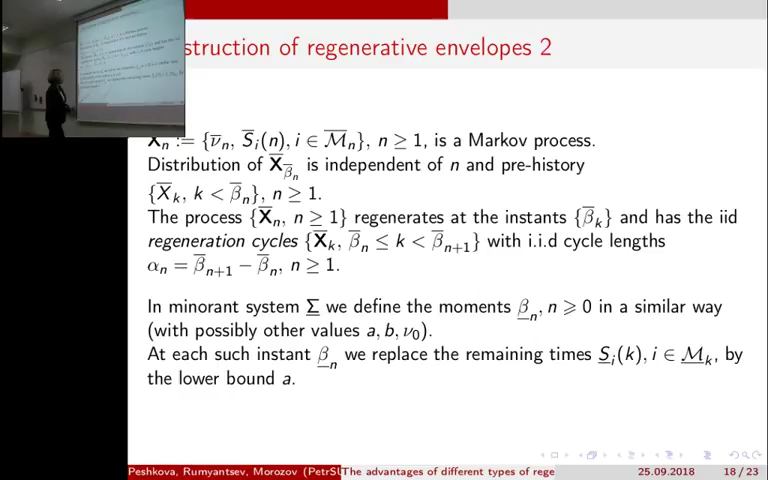 struction of regenerative envelopes 2
X̅ₙ := {ν̅ₙ, S̅ᵢ(n), i ∈ M̅ₙ}, n ≥ 1, is a Markov process.
Distribution of X̅_β̅ₙ is independent of n and pre-history
{X̅ₖ, k < β̅ₙ}, n ≥ 1.
The process {X̅ₙ, n ≥ 1} regenerates at the instants {β̅ₖ} and has the iid
regeneration cycles {X̅ₖ, β̅ₙ ≤ k < β̅ₙ₊₁} with i.i.d cycle lengths
αₙ = β̅ₙ₊₁ − β̅ₙ, n ≥ 1.
In minorant system Σ̲ we define the moments β̲ₙ, n ⩾ 0 in a similar way
(with possibly other values a, b, ν₀).
At each such instant β̲ₙ we replace the remaining times S̲ᵢ(k), i ∈ M̲ₖ, by
the lower bound a.
Peshkova, Rumyantsev, Morozov (PetrSU The advantages of different types of rege 25.09.2018 18 / 23